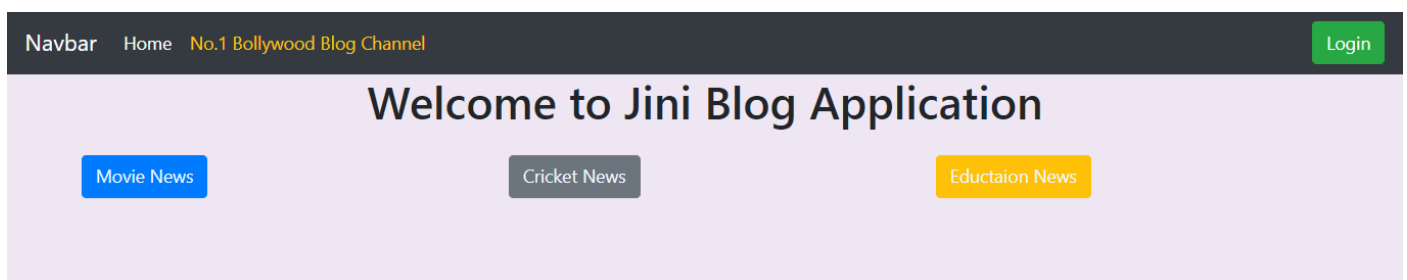 Navbar Home No.1 Bollywood Blog Channel Login
Welcome to Jini Blog Application
Movie News Cricket News Eductaion News